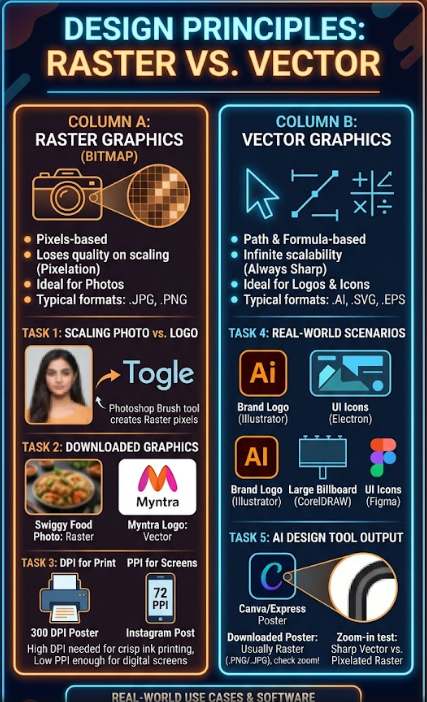 DESIGN PRINCIPLES:
RASTER VS. VECTOR
COLUMN A:
RASTER GRAPHICS
(BITMAP)
Pixels-based
Loses quality on scaling
(Pixelation)
Ideal for Photos
Typical formats: .JPG, .PNG
TASK 1: SCALING PHOTO vs. LOGO
Togle
Photoshop Brush tool
creates Raster pixels
TASK 2: DOWNLOADED GRAPHICS
Myntra
Swiggy Food
Photo: Raster
Myntra Logo:
Vector
TASK 3: DPI for Print PPI for Screens
72
PPI
300 DPI Poster
Instagram Post
High DPI needed for crisp ink printing,
Low PPI enough for digital screens
COLUMN B:
VECTOR GRAPHICS
Path & Formula-based
Infinite scalability
(Always Sharp)
Ideal for Logos & Icons
Typical formats: .AI, .SVG, .EPS
TASK 4: REAL-WORLD SCENARIOS
Ai
Brand Logo
(Illustrator)
UI Icons
(Electron)
AI
Brand Logo
(Illustrator)
Large Billboard
(CorelDRAW)
UI Icons
(Figma)
TASK 5: AI DESIGN TOOL OUTPUT
C
Canva/Express
Poster
Downloaded Poster:
Usually Raster
(.PNG/.JPG), check zoom!
Zoom-in test:
Sharp Vector vs.
Pixelated Raster
REAL-WORLD USE CASES & SOFTWARE